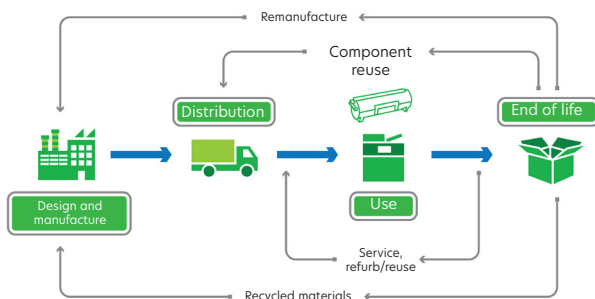 Remanufacture
Component
reuse
Distribution
End of life
Design and
manufacture
Use
Service,
refurb/reuse
Recycled materials